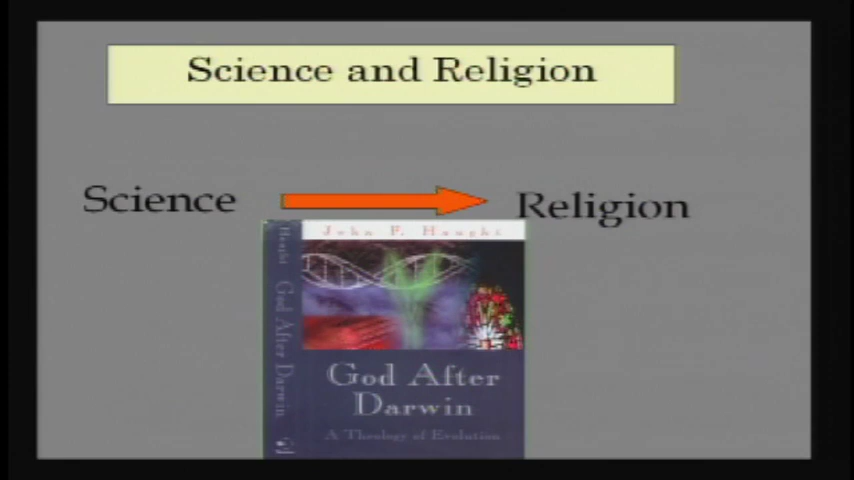 Science and Religion
Science
Religion
John F. Haught
Haught God After Darwin
God After
Darwin
A Theology of Evolution